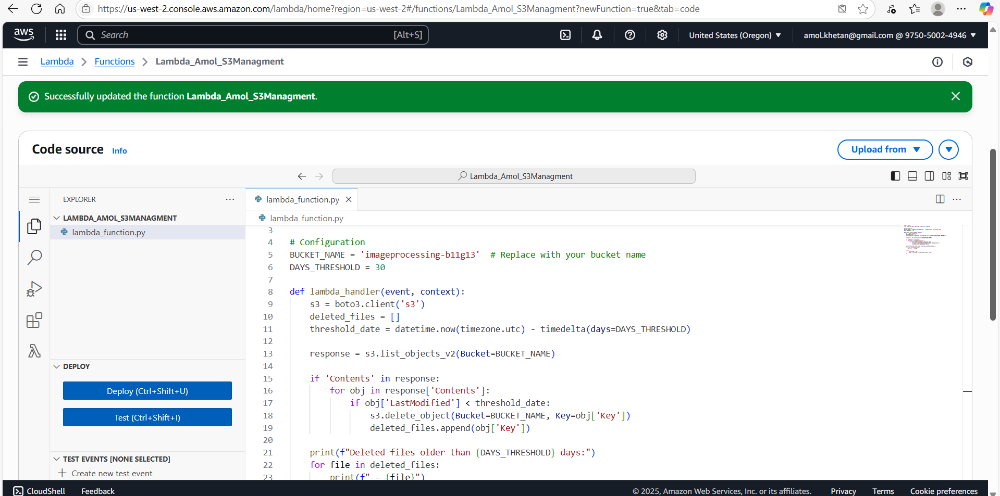 https://us-west-2.console.aws.amazon.com/lambda/home?region=us-west-2#/functions/Lambda_Amol_S3Managment?newFunction=true&tab=code
aws
Search [Alt+S]
United States (Oregon)
amol.khetan@gmail.com @ 9750-5002-4946
Lambda
Functions
Lambda_Amol_S3Managment
Successfully updated the function Lambda_Amol_S3Managment.
Code source Info
Upload from
Lambda_Amol_S3Managment
EXPLORER
LAMBDA_AMOL_S3MANAGMENT
lambda_function.py
DEPLOY
Deploy (Ctrl+Shift+U)
Test (Ctrl+Shift+I)
TEST EVENTS [NONE SELECTED]
Create new test event
lambda_function.py
lambda_function.py
3
4 # Configuration
5 BUCKET_NAME = 'imageprocessing-b11g13'  # Replace with your bucket name
6 DAYS_THRESHOLD = 30
7
8 def lambda_handler(event, context):
9     s3 = boto3.client('s3')
10     deleted_files = []
11     threshold_date = datetime.now(timezone.utc) - timedelta(days=DAYS_THRESHOLD)
12
13     response = s3.list_objects_v2(Bucket=BUCKET_NAME)
14
15     if 'Contents' in response:
16         for obj in response['Contents']:
17             if obj['LastModified'] < threshold_date:
18                 s3.delete_object(Bucket=BUCKET_NAME, Key=obj['Key'])
19                 deleted_files.append(obj['Key'])
20
21     print(f"Deleted files older than {DAYS_THRESHOLD} days:")
22     for file in deleted_files:
23         print(f" - {file}")
CloudShell
Feedback
© 2025, Amazon Web Services, Inc. or its affiliates.
Privacy
Terms
Cookie preferences